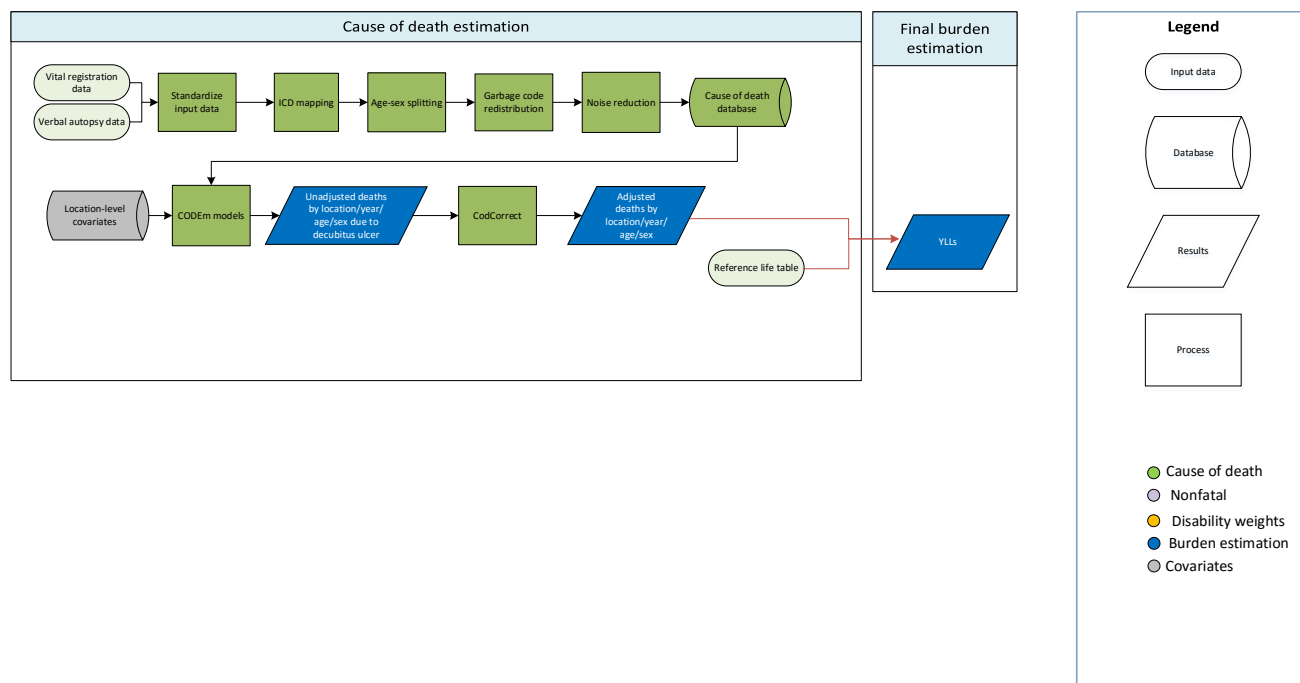 Cause of death estimation
Final burden
estimation
Legend
Vital registration
data
Verbal autopsy data
Standardize
input data
ICD mapping
Age-sex splitting
Garbage code
redistribution
Noise reduction
Cause of death
database
Input data
Database
Location-level
covariates
CODEm models
Unadjusted deaths
by location/year/
age/sex due to
decubitus ulcer
CodCorrect
Adjusted
deaths by
location/year/
age/sex
Reference life table
YLLs
Results
Process
Cause of death
Nonfatal
Disability weights
Burden estimation
Covariates